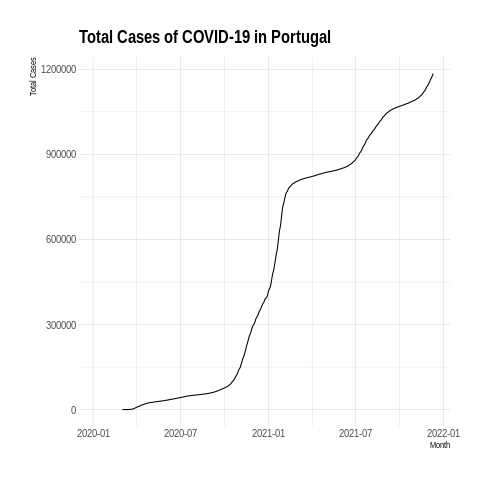 Total Cases of COVID-19 in Portugal
Total Cases
1200000
900000
600000
300000
0
2020-01 2020-07 2021-01 2021-07 2022-01
Month